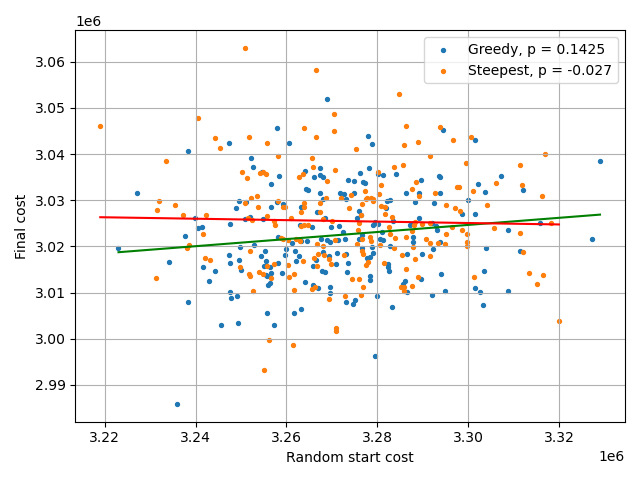 1e6
Greedy, p = 0.1425
Steepest, p = -0.027
3.06
3.05
3.04
3.03
3.02
3.01
3.00
2.99
Final cost
3.22 3.24 3.26 3.28 3.30 3.32
Random start cost
1e6